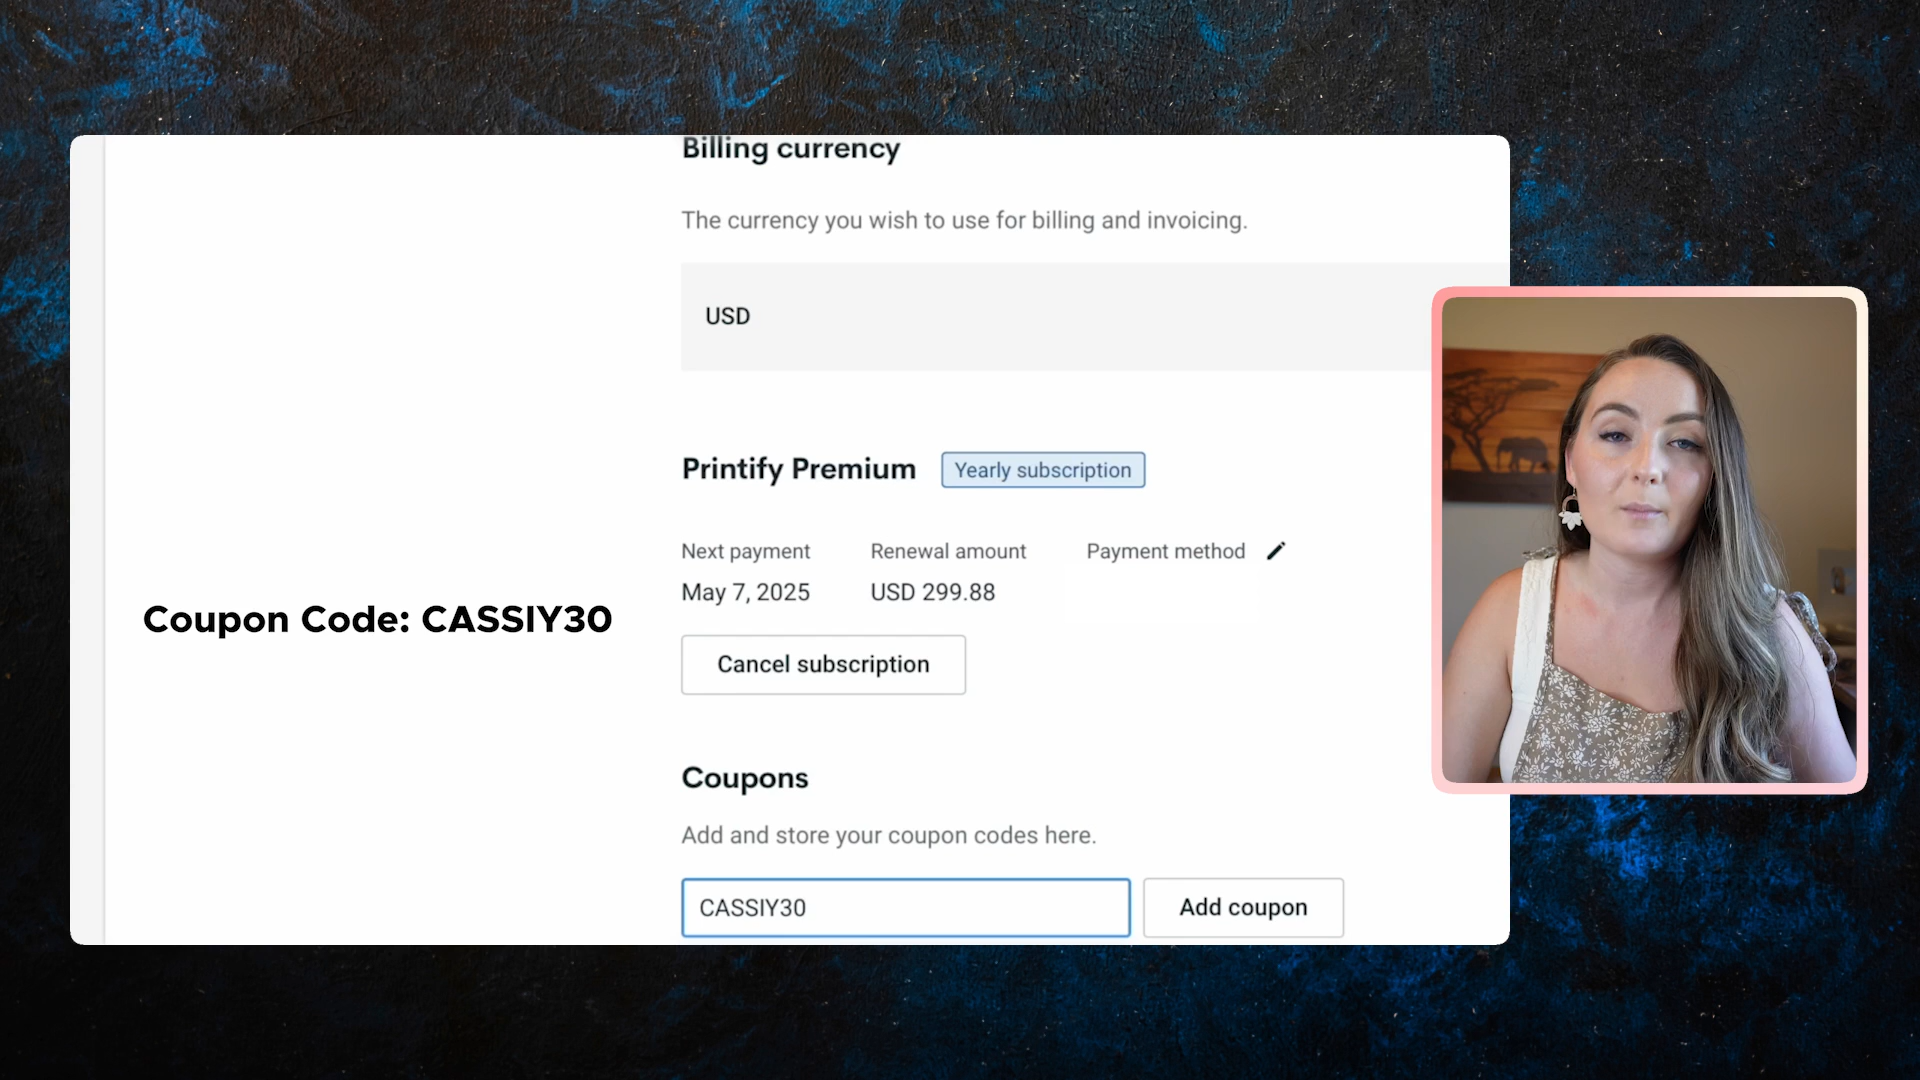 Billing currency
The currency you wish to use for billing and invoicing.
USD
Printify Premium
Yearly subscription
Next payment
Renewal amount
Payment method
May 7, 2025
USD 299.88
Coupon Code: CASSIY30
Cancel subscription
Coupons
Add and store your coupon codes here.
CASSIY30
Add coupon